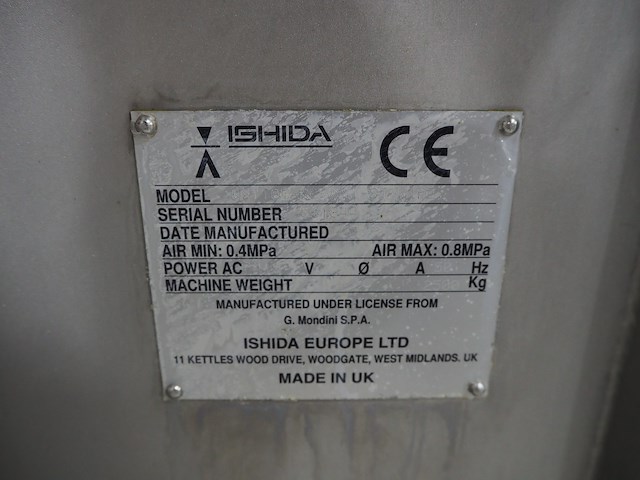 ISHIDA CE
MODEL
SERIAL NUMBER
DATE MANUFACTURED
AIR MIN: 0.4MPa AIR MAX: 0.8MPa
POWER AC V Ø A Hz
MACHINE WEIGHT Kg
MANUFACTURED UNDER LICENSE FROM
G. Mondini S.P.A.
ISHIDA EUROPE LTD
11 KETTLES WOOD DRIVE, WOODGATE, WEST MIDLANDS. UK
MADE IN UK